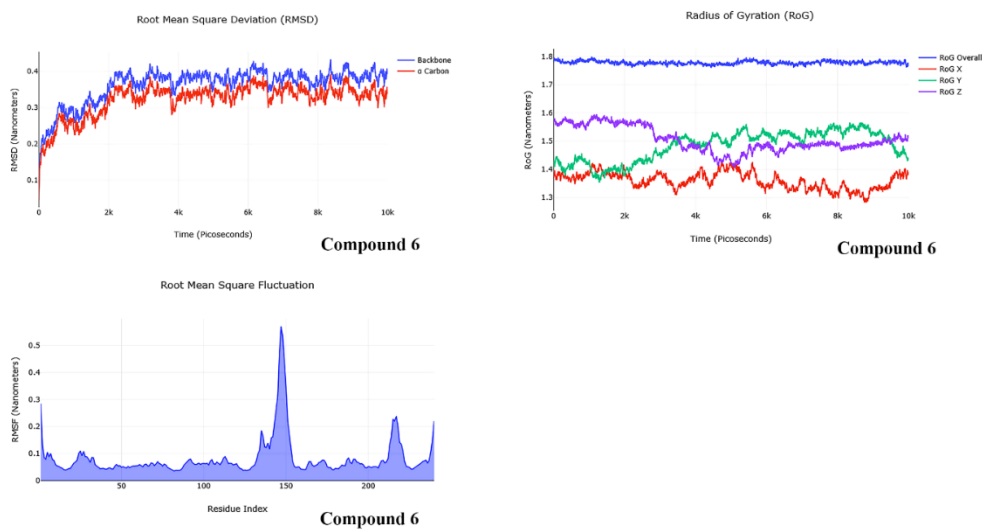 Root Mean Square Deviation (RMSD)
0.4
0.3
0.2
0.1
RMSD (Nanometers)
0
2k
4k
6k
8k
10k
Time (Picoseconds)
Backbone
α Carbon
Compound 6
Radius of Gyration (RoG)
1.8
1.7
1.6
1.5
1.4
1.3
RoG (Nanometers)
0
2k
4k
6k
8k
10k
Time (Picoseconds)
RoG Overall
RoG X
RoG Y
RoG Z
Compound 6
Root Mean Square Fluctuation
0.5
0.4
0.3
0.2
0.1
0
RMSF (Nanometers)
50
100
150
200
Residue Index
Compound 6